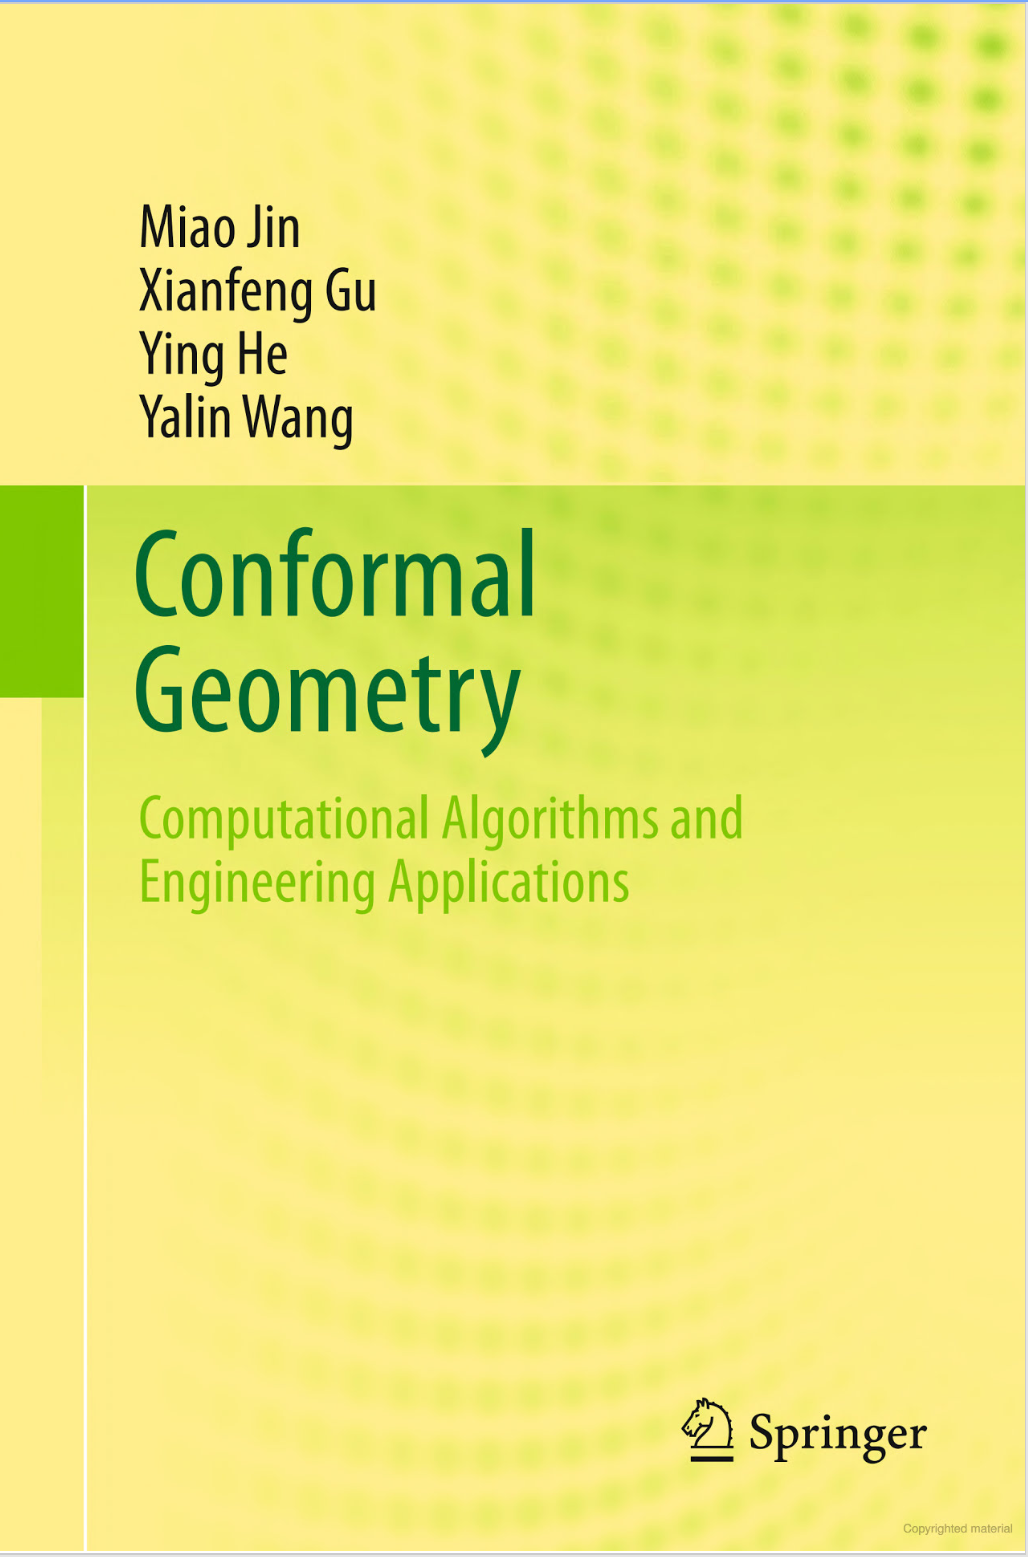 Miao Jin
Xianfeng Gu
Ying He
Yalin Wang
Conformal
Geometry
Computational Algorithms and
Engineering Applications
Springer
Copyrighted material